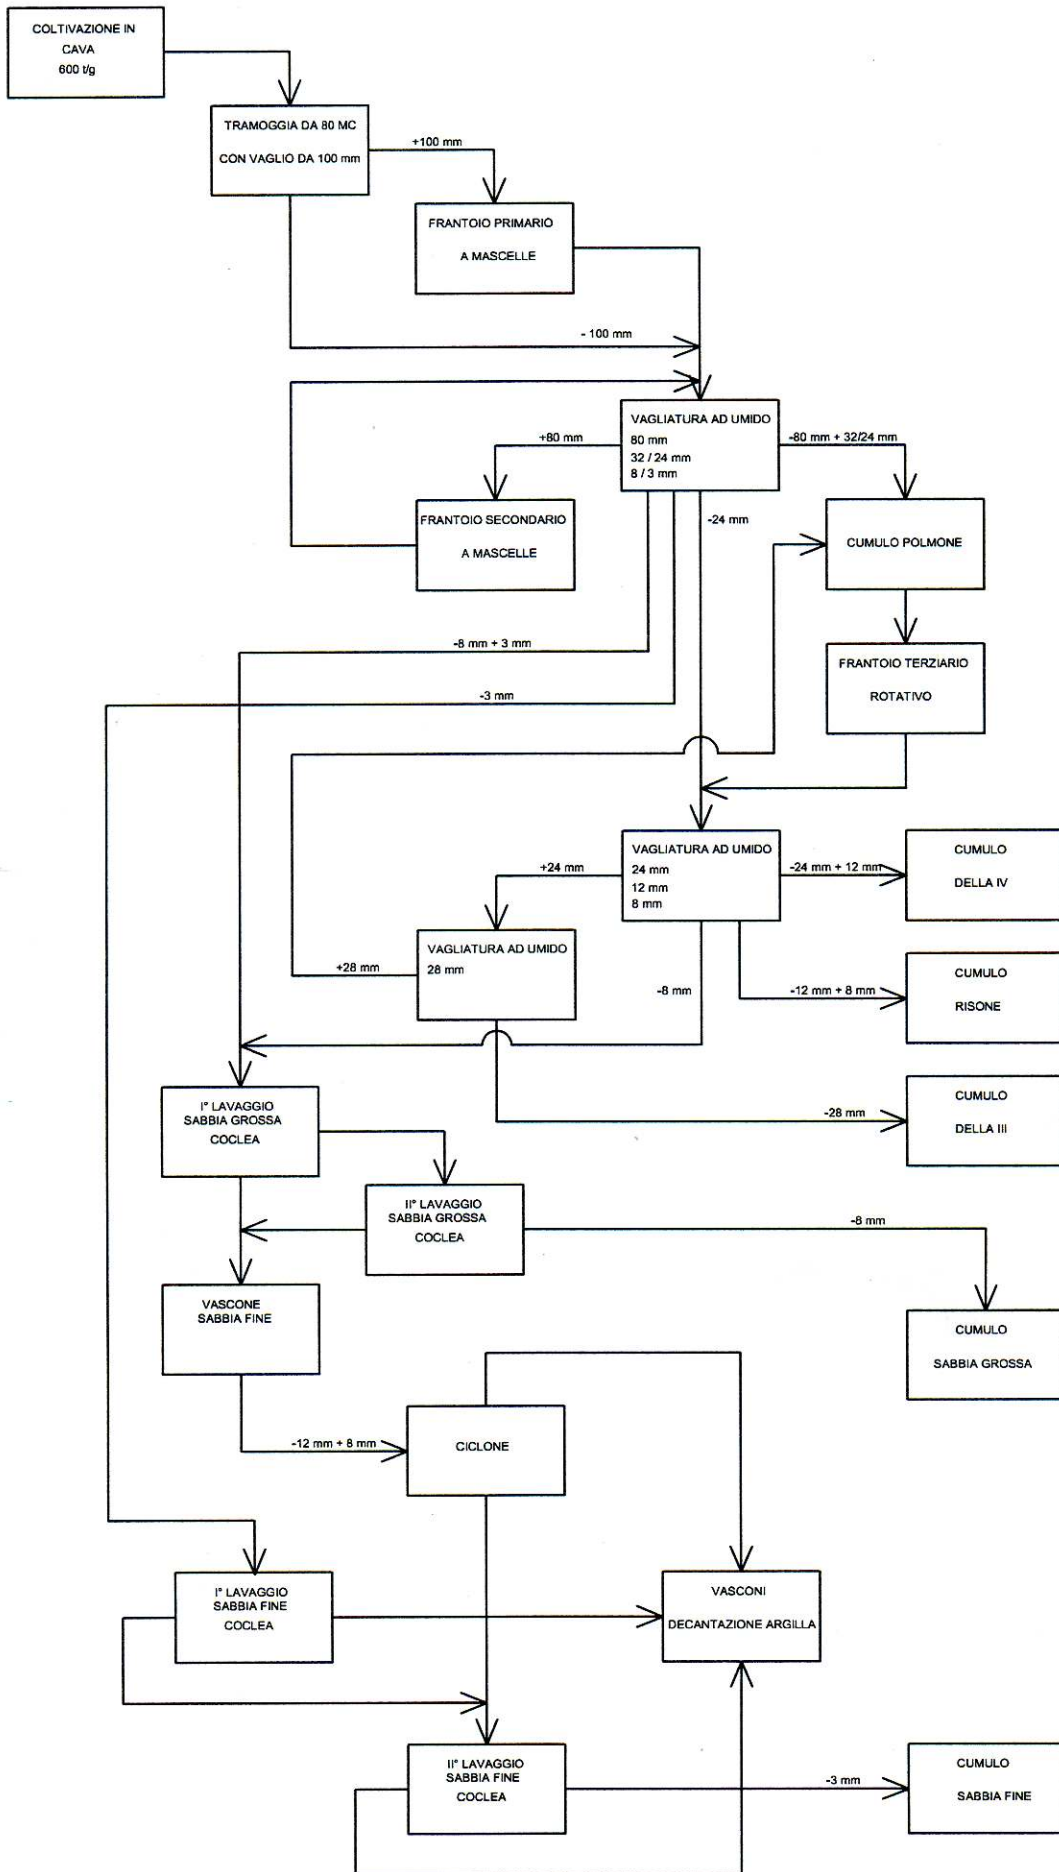 COLTIVAZIONE IN
CAVA
600 t/g
TRAMOGGIA DA 80 MC
CON VAGLIO DA 100 mm
+100 mm
FRANTOIO PRIMARIO
A MASCELLE
- 100 mm
VAGLIATURA AD UMIDO
80 mm
32 / 24 mm
8 / 3 mm
+80 mm
-80 mm + 32/24 mm
FRANTOIO SECONDARIO
A MASCELLE
-24 mm
CUMULO POLMONE
-8 mm + 3 mm
-3 mm
FRANTOIO TERZIARIO
ROTATIVO
VAGLIATURA AD UMIDO
24 mm
12 mm
8 mm
+24 mm
-24 mm + 12 mm
CUMULO
DELLA IV
VAGLIATURA AD UMIDO
28 mm
+28 mm
-8 mm
-12 mm + 8 mm
CUMULO
RISONE
I° LAVAGGIO
SABBIA GROSSA
COCLEA
-28 mm
CUMULO
DELLA III
II° LAVAGGIO
SABBIA GROSSA
COCLEA
-8 mm
VASCONE
SABBIA FINE
CUMULO
SABBIA GROSSA
-12 mm + 8 mm
CICLONE
I° LAVAGGIO
SABBIA FINE
COCLEA
VASCONI
DECANTAZIONE ARGILLA
II° LAVAGGIO
SABBIA FINE
COCLEA
-3 mm
CUMULO
SABBIA FINE